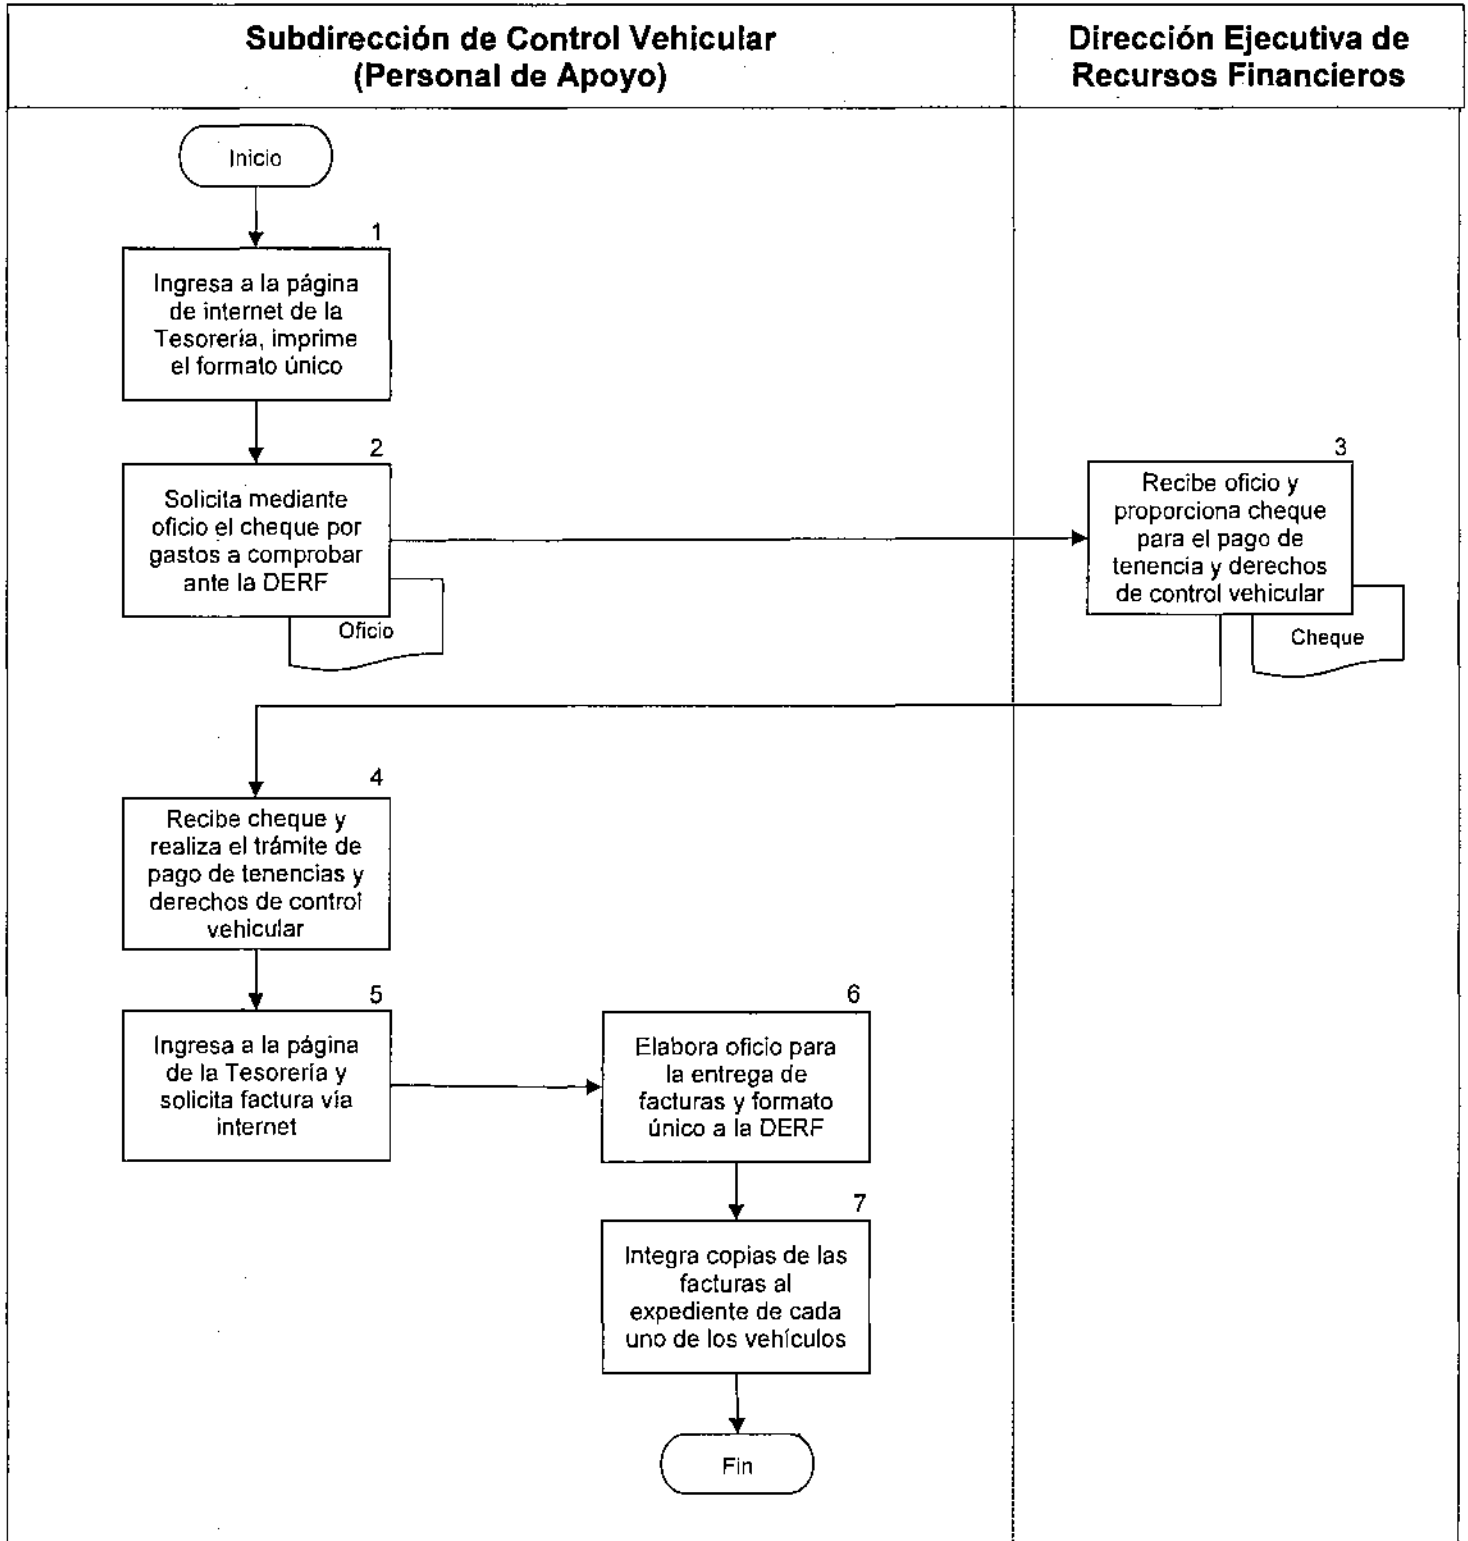 Subdirección de Control Vehicular
(Personal de Apoyo)
Dirección Ejecutiva de
Recursos Financieros
Inicio
1
Ingresa a la página
de internet de la
Tesorería, imprime
el formato único
2
Solicita mediante
oficio el cheque por
gastos a comprobar
ante la DERF
Oficio
3
Recibe oficio y
proporciona cheque
para el pago de
tenencia y derechos
de control vehicular
Cheque
4
Recibe cheque y
realiza el trámite de
pago de tenencias y
derechos de control
vehicular
5
Ingresa a la página
de la Tesorería y
solicita factura vía
internet
6
Elabora oficio para
la entrega de
facturas y formato
único a la DERF
7
Integra copias de las
facturas al
expediente de cada
uno de los vehículos
Fin